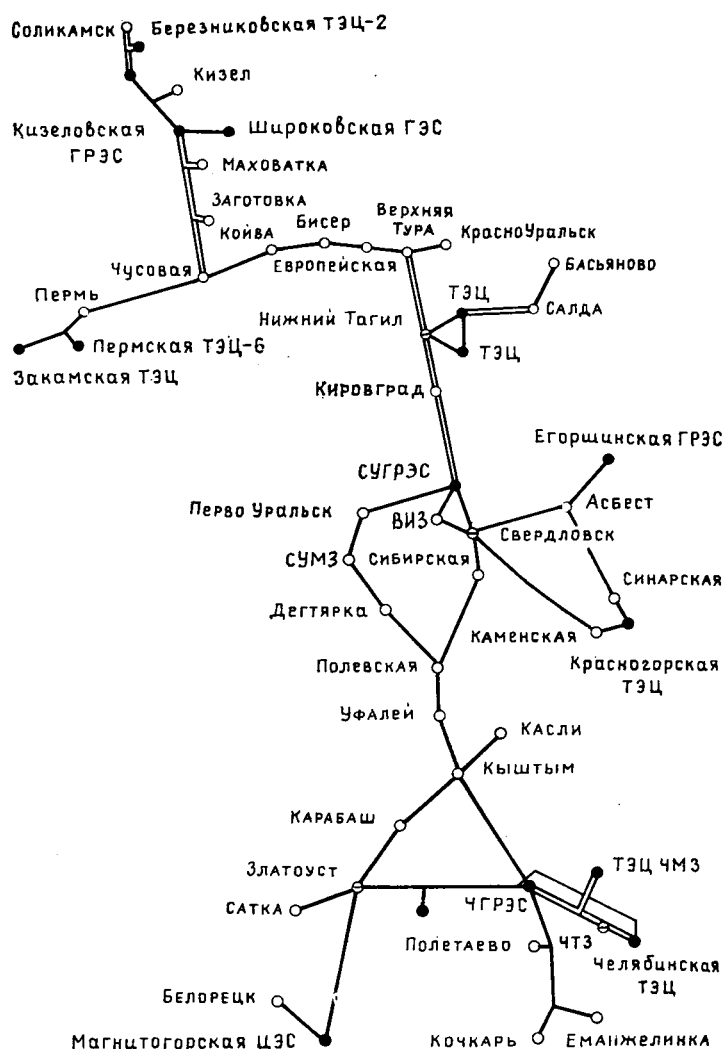 Соликамск
Березниковская ТЭЦ-2
Кизел
Кизеловская
ГРЭС
Широковская ГЭС
Маховатка
Заготовка
Койва
Бисер
Верхняя
Тура
Красноуральск
Чусовая
Европейская
Басьяново
Пермь
ТЭЦ
Нижний Тагил
Салда
Пермская ТЭЦ-6
ТЭЦ
Закамская ТЭЦ
Кировград
Егоршинская ГРЭС
СУГРЭС
Перво Уральск
ВИЗ
Асбест
Свердловск
СУМЗ
Сибирская
Синарская
Дегтярка
Каменская
Полевская
Красногорская
ТЭЦ
Уфалей
Касли
Кыштым
Карабаш
Златоуст
ТЭЦ ЧМЗ
Сатка
ЧГРЭС
Полетаево
ЧТЗ
Челябинская
ТЭЦ
Белорецк
Магнитогорская ЦЭС
Кочкарь
Еманжелинка